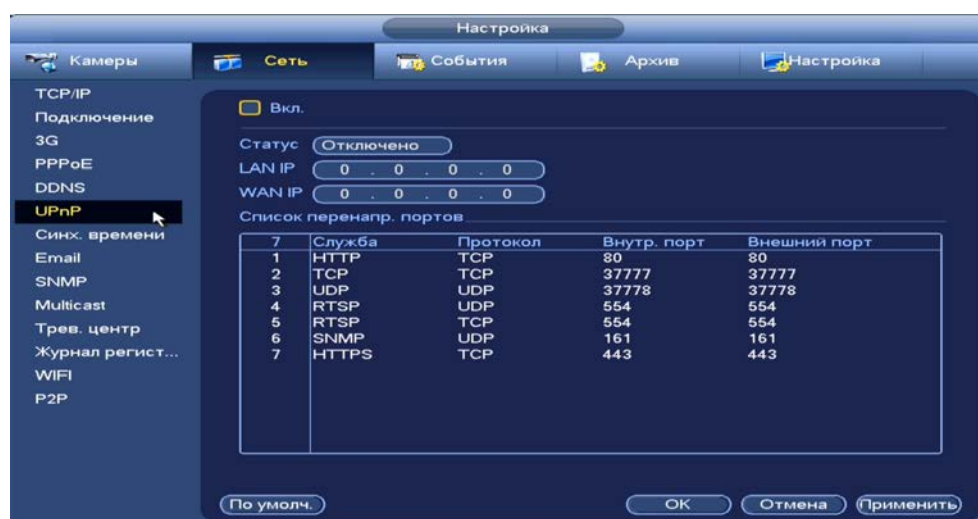 Настройка
Камеры Сеть События Архив Настройка
TCP/IP
Подключение
3G
PPPoE
DDNS
UPnP
Синх. времени
Email
SNMP
Multicast
Трев. центр
Журнал регист...
WIFI
P2P
Вкл.
Статус Отключено
LAN IP 0 . 0 . 0 . 0
WAN IP 0 . 0 . 0 . 0
Список перенапр. портов
7 Служба Протокол Внутр. порт Внешний порт
1 HTTP TCP 80 80
2 TCP TCP 37777 37777
3 UDP UDP 37778 37778
4 RTSP UDP 554 554
5 RTSP TCP 554 554
6 SNMP UDP 161 161
7 HTTPS TCP 443 443
По умолч. OK Отмена Применить